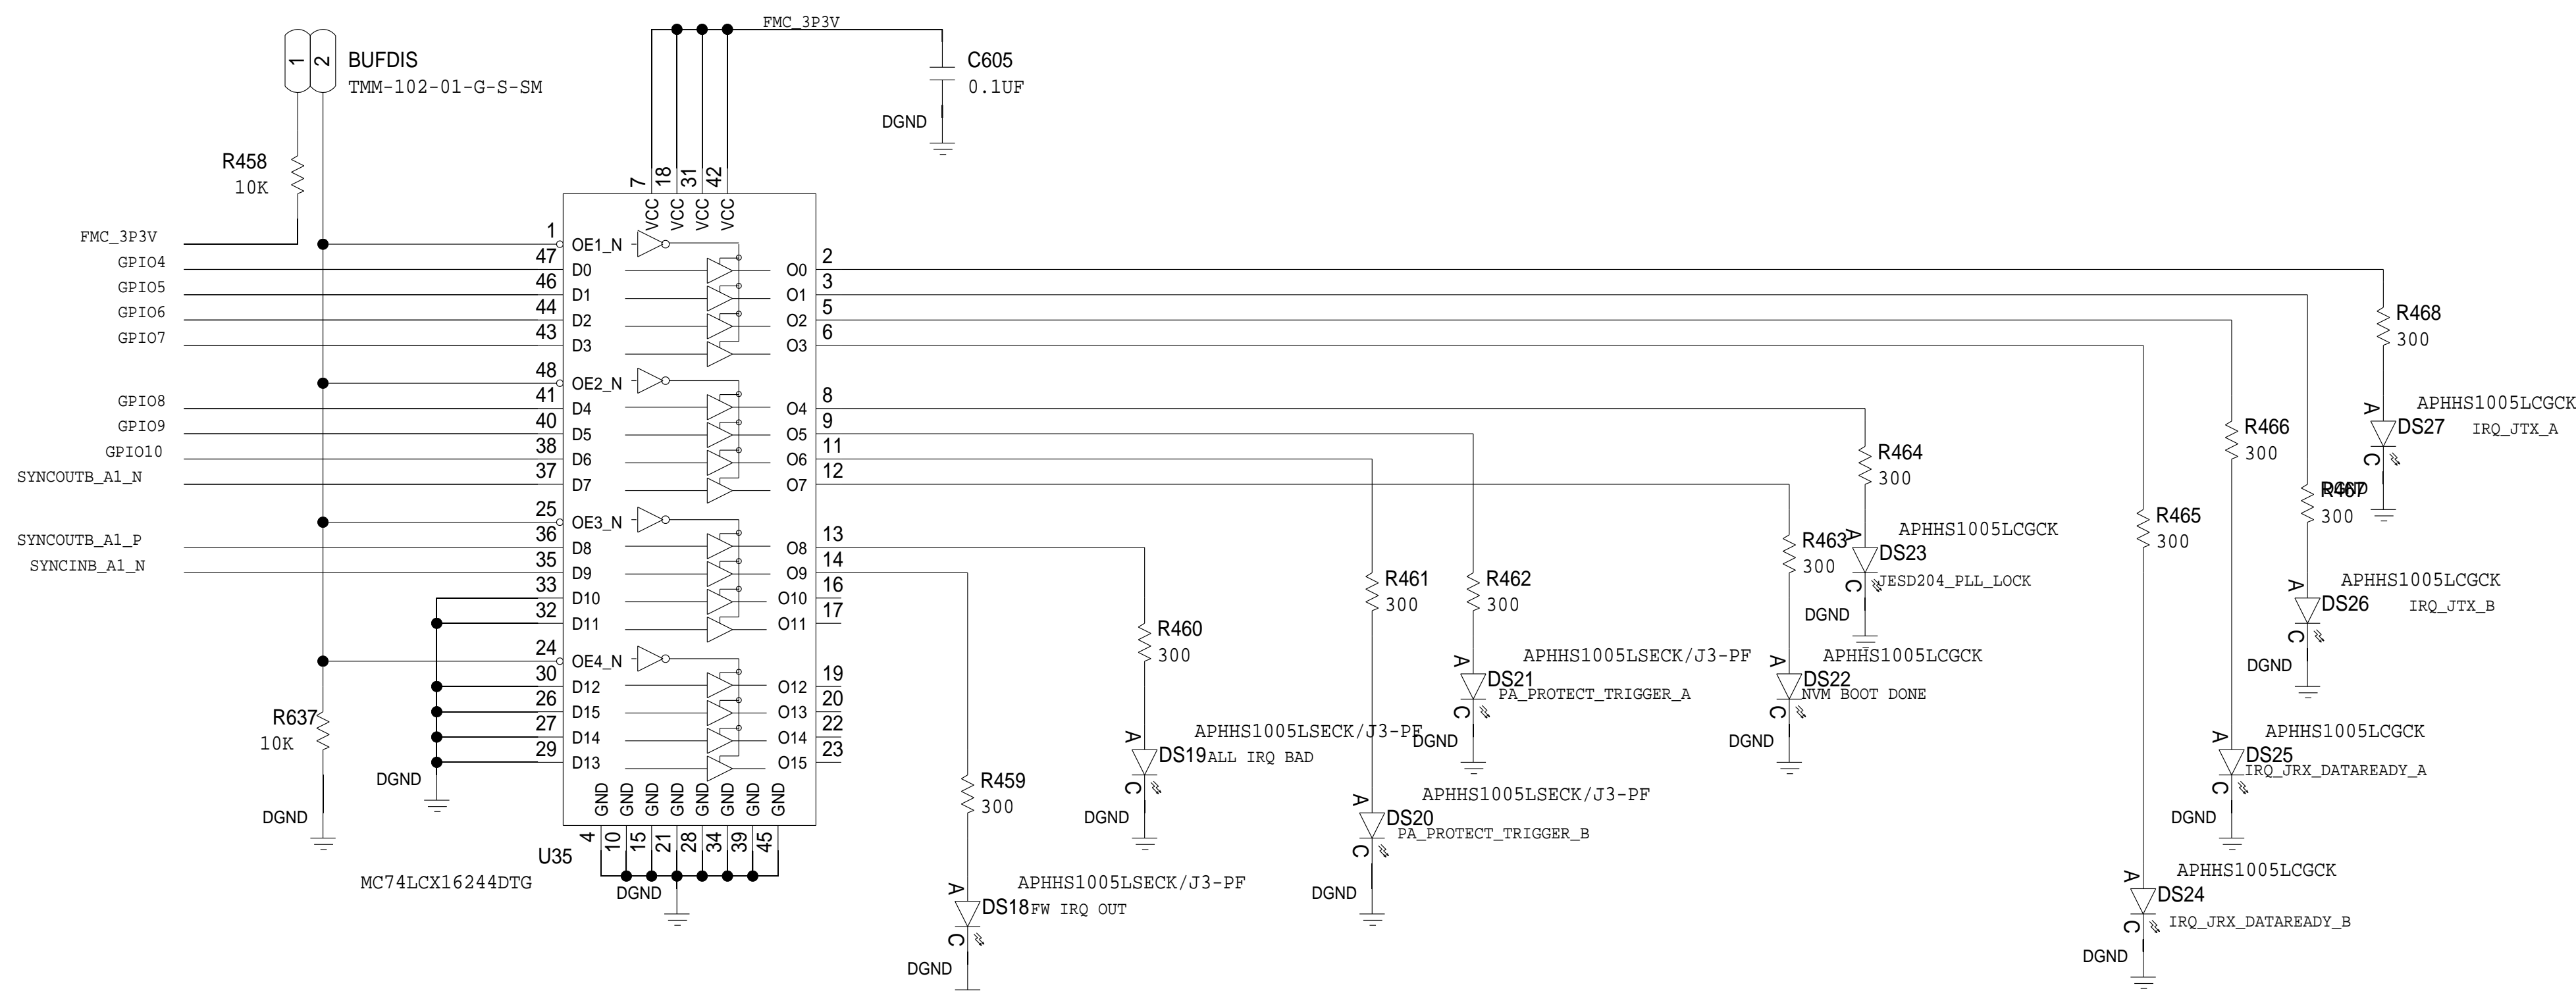 FMC_3P3V
1
2
BUFDIS
TMM-102-01-G-S-SM
C605
0.1UF
DGND
R458
10K
7
18
31
42
VCC
VCC
VCC
VCC
FMC_3P3V
1
OE1_N
GPIO4
47
D0
O0
2
GPIO5
46
D1
O1
3
GPIO6
44
D2
O2
5
GPIO7
43
D3
O3
6
48
OE2_N
GPIO8
41
D4
O4
8
GPIO9
40
D5
O5
9
GPIO10
38
D6
O6
11
SYNCOUTB_A1_N
37
D7
O7
12
25
OE3_N
SYNCOUTB_A1_P
36
D8
O8
13
SYNCINB_A1_N
35
D9
O9
14
33
D10
O10
16
32
D11
O11
17
24
OE4_N
30
D12
O12
19
26
D15
O13
20
27
D14
O14
22
29
D13
O15
23
R637
10K
DGND
DGND
GND
GND
GND
GND
GND
GND
GND
GND
4
10
15
21
28
34
39
45
U35
MC74LCX16244DTG
DGND
R459
300
APHHS1005LSECK/J3-PF
A
DS18
FW IRQ OUT
C
DGND
R460
300
APHHS1005LSECK/J3-PF
A
DS19
ALL IRQ BAD
C
DGND
R461
300
APHHS1005LSECK/J3-PF
A
DS20
PA_PROTECT_TRIGGER_B
C
DGND
R462
300
APHHS1005LSECK/J3-PF
A
DS21
PA_PROTECT_TRIGGER_A
C
DGND
R463
300
APHHS1005LCGCK
A
DS22
NVM BOOT DONE
C
DGND
R464
300
APHHS1005LCGCK
A
DS23
JESD204_PLL_LOCK
C
DGND
R465
300
APHHS1005LCGCK
A
DS24
IRQ_JRX_DATAREADY_B
C
DGND
R466
300
APHHS1005LCGCK
A
DS25
IRQ_JRX_DATAREADY_A
C
DGND
R467
300
APHHS1005LCGCK
A
DS26
IRQ_JTX_B
C
DGND
R468
300
APHHS1005LCGCK
A
DS27
IRQ_JTX_A
C
DGND